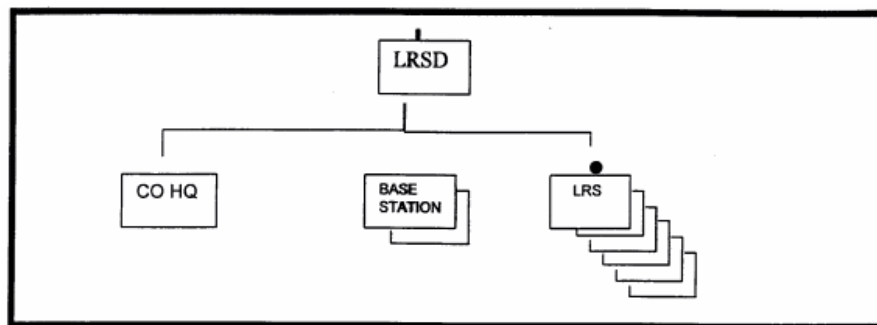 LRSD
CO HQ
BASE
STATION
LRS